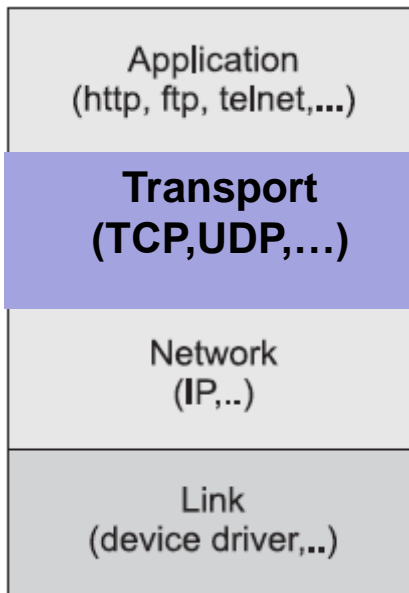 Application
(http, ftp, telnet,...)
Transport
(TCP,UDP,…)
Network
(IP,..)
Link
(device driver,..)